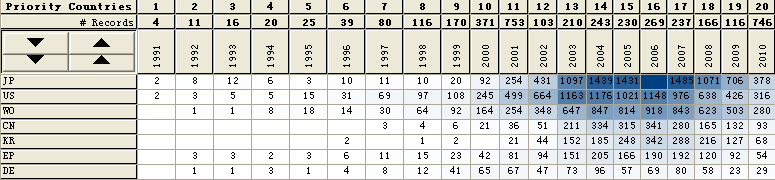 Priority Countries 1 2 3 4 5 6 7 8 9 10 11 12 13 14 15 16 17 18 19 20
# Records 4 11 16 20 25 39 80 116 170 371 753 103 210 243 230 269 237 166 116 746
1991 1992 1993 1994 1995 1996 1997 1998 1999 2000 2001 2002 2003 2004 2005 2006 2007 2008 2009 2010
JP 2 8 12 6 3 10 11 10 20 92 254 431 1097 1439 1431 1485 1071 706 378
US 2 3 5 5 15 31 69 97 108 245 499 664 1163 1176 1021 1148 976 638 426 316
WO 1 1 8 18 14 30 64 92 164 254 348 647 847 814 918 843 623 503 280
CN 3 4 6 21 36 51 211 334 315 341 280 165 132 93
KR 2 1 2 21 44 152 185 248 342 288 216 127 68
EP 3 3 2 3 6 11 15 23 42 81 94 151 205 166 190 192 120 92 54
DE 1 1 3 1 4 8 12 41 65 67 47 73 96 57 69 80 58 23 29